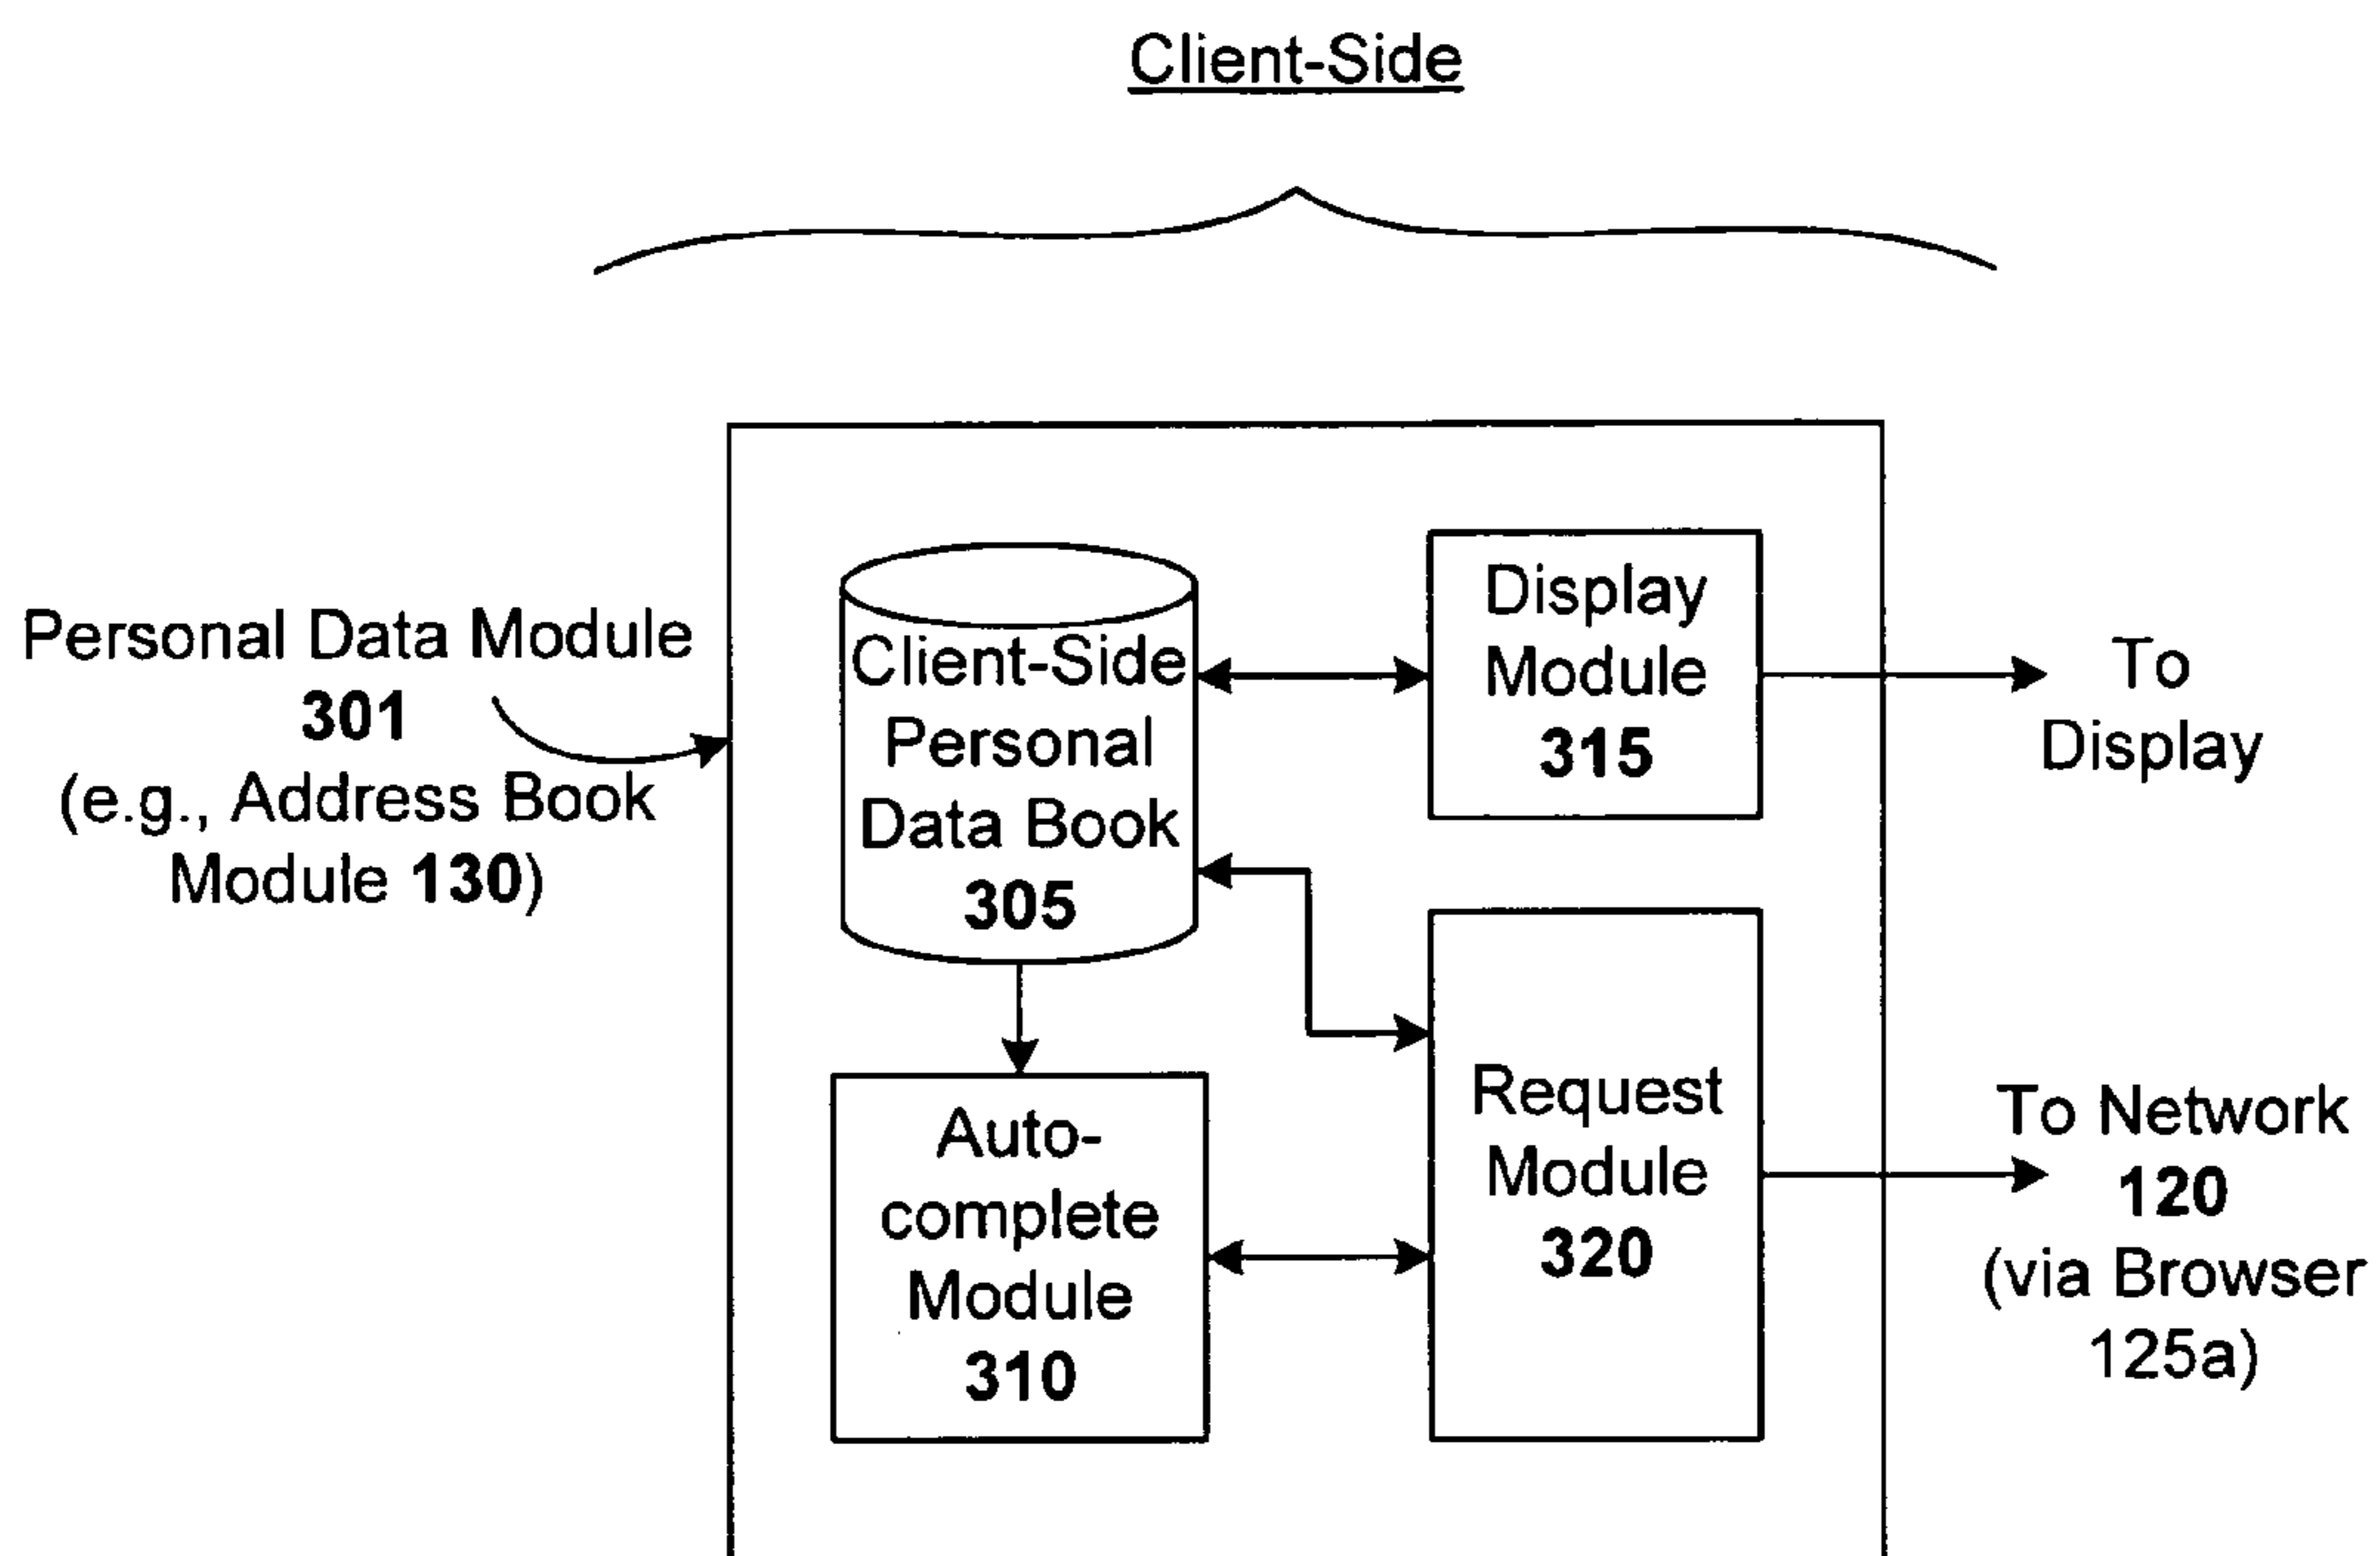 Client-Side
Personal Data Module
301
(e.g., Address Book
Module 130)
Client-Side
Personal
Data Book
305
Display
Module
315
To
Display
Auto-
complete
Module
310
Request
Module
320
To Network
120
(via Browser
125a)